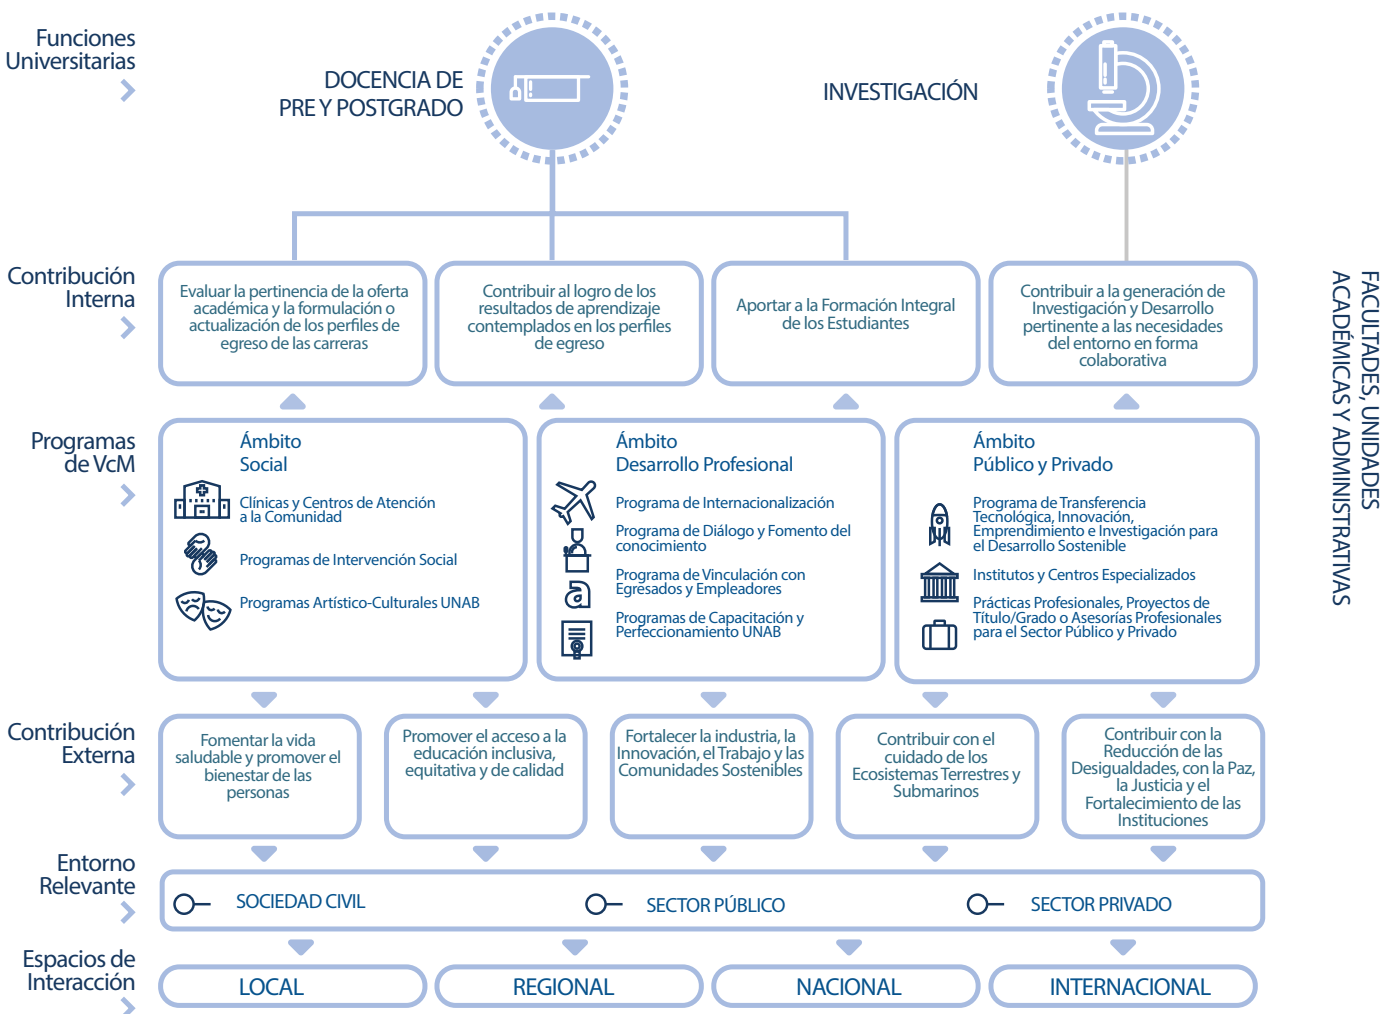 Funciones
Universitarias
DOCENCIA DE
PRE Y POSTGRADO
INVESTIGACIÓN
Contribución
Interna
Evaluar la pertinencia de la oferta
académica y la formulación o
actualización de los perfiles de
egreso de las carreras
Contribuir al logro de los
resultados de aprendizaje
contemplados en los perfiles
de egreso
Aportar a la Formación Integral
de los Estudiantes
Contribuir a la generación de
Investigación y Desarrollo
pertinente a las necesidades
del entorno en forma
colaborativa
Programas
de VcM
Ámbito
Social
Clínicas y Centros de Atención
a la Comunidad
Programas de Intervención Social
Programas Artístico-Culturales UNAB
Ámbito
Desarrollo Profesional
Programa de Internacionalización
Programa de Diálogo y Fomento del
conocimiento
a
Programa de Vinculación con
Egresados y Empleadores
Programas de Capacitación y
Perfeccionamiento UNAB
Ámbito
Público y Privado
Programa de Transferencia
Tecnológica, Innovación,
Emprendimiento e Investigación para
el Desarrollo Sostenible
Institutos y Centros Especializados
Prácticas Profesionales, Proyectos de
Título/Grado o Asesorías Profesionales
para el Sector Público y Privado
Contribución
Externa
Fomentar la vida
saludable y promover el
bienestar de las
personas
Promover el acceso a la
educación inclusiva,
equitativa y de calidad
Fortalecer la industria, la
Innovación, el Trabajo y las
Comunidades Sostenibles
Contribuir con el
cuidado de los
Ecosistemas Terrestres y
Submarinos
Contribuir con la
Reducción de las
Desigualdades, con la Paz,
la Justicia y el
Fortalecimiento de las
Instituciones
Entorno
Relevante
SOCIEDAD CIVIL
SECTOR PÚBLICO
SECTOR PRIVADO
Espacios de
Interacción
LOCAL
REGIONAL
NACIONAL
INTERNACIONAL
FACULTADES, UNIDADES
ACADÉMICAS Y ADMINISTRATIVAS